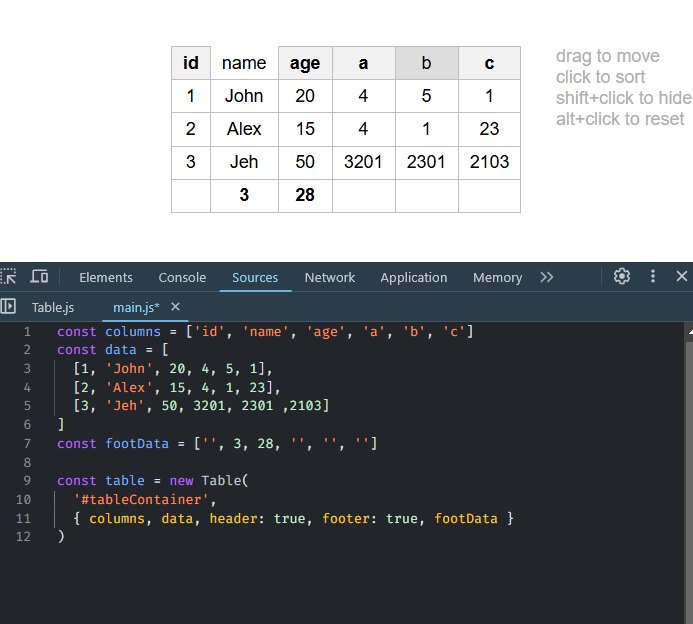 id name age a b c
1 John 20 4 5 1
2 Alex 15 4 1 23
3 Jeh 50 3201 2301 2103
3 28
drag to move
click to sort
shift+click to hide
alt+click to reset
Elements Console Sources Network Application Memory
Table.js main.js*
1 const columns = ['id', 'name', 'age', 'a', 'b', 'c']
2 const data = [
3 [1, 'John', 20, 4, 5, 1],
4 [2, 'Alex', 15, 4, 1, 23],
5 [3, 'Jeh', 50, 3201, 2301 ,2103]
6 ]
7 const footData = ['', 3, 28, '', '', '']
8
9 const table = new Table(
10 '#tableContainer',
11 { columns, data, header: true, footer: true, footData }
12 )